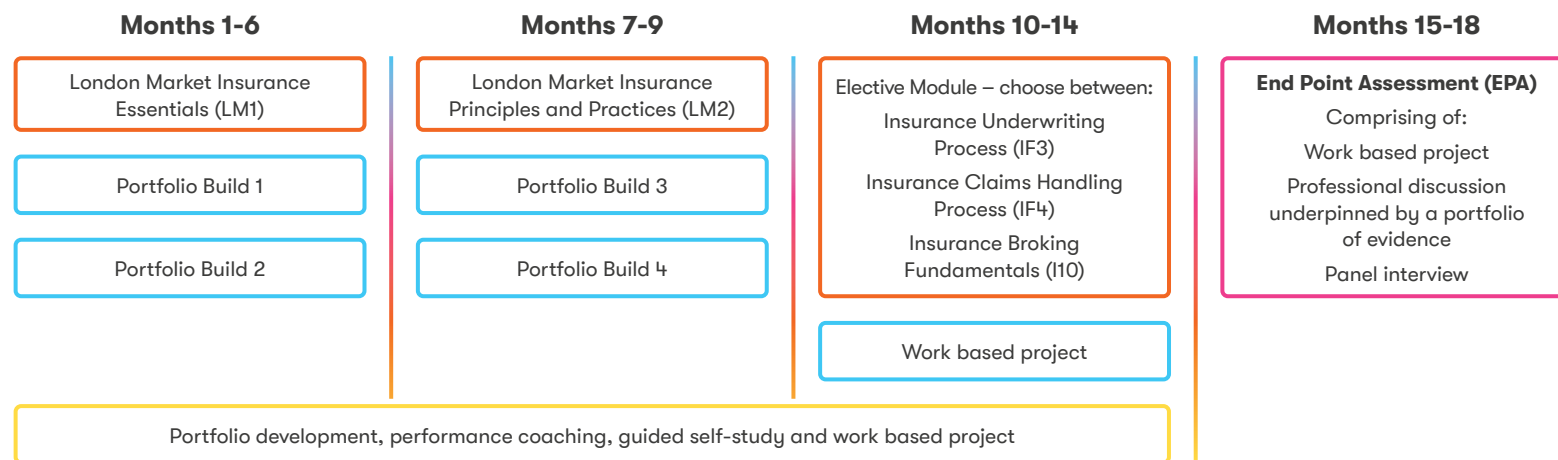 Months 1-6
London Market Insurance
Essentials (LM1)
Portfolio Build 1
Portfolio Build 2
Months 7-9
London Market Insurance
Principles and Practices (LM2)
Portfolio Build 3
Portfolio Build 4
Months 10-14
Elective Module – choose between:
Insurance Underwriting
Process (IF3)
Insurance Claims Handling
Process (IF4)
Insurance Broking
Fundamentals (I10)
Work based project
Months 15-18
End Point Assessment (EPA)
Comprising of:
Work based project
Professional discussion
underpinned by a portfolio
of evidence
Panel interview
Portfolio development, performance coaching, guided self-study and work based project